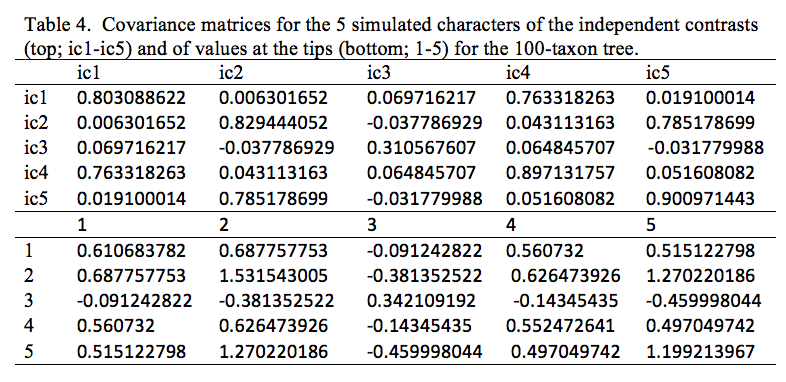 Table 4.  Covariance matrices for the 5 simulated characters of the independent contrasts
(top; ic1-ic5) and of values at the tips (bottom; 1-5) for the 100-taxon tree.
ic1 ic2 ic3 ic4 ic5
ic1 0.803088622 0.006301652 0.069716217 0.763318263 0.019100014
ic2 0.006301652 0.829444052 -0.037786929 0.043113163 0.785178699
ic3 0.069716217 -0.037786929 0.310567607 0.064845707 -0.031779988
ic4 0.763318263 0.043113163 0.064845707 0.897131757 0.051608082
ic5 0.019100014 0.785178699 -0.031779988 0.051608082 0.900971443
1 2 3 4 5
1 0.610683782 0.687757753 -0.091242822 0.560732 0.515122798
2 0.687757753 1.531543005 -0.381352522 0.626473926 1.270220186
3 -0.091242822 -0.381352522 0.342109192 -0.14345435 -0.459998044
4 0.560732 0.626473926 -0.14345435 0.552472641 0.497049742
5 0.515122798 1.270220186 -0.459998044 0.497049742 1.199213967